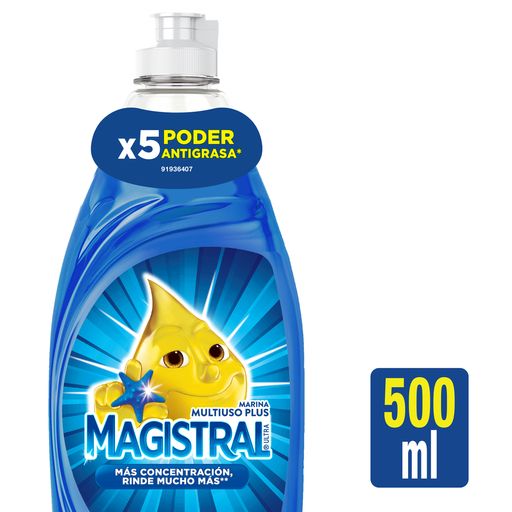 x5 PODER
ANTIGRASA*
91936407
MARINA
MULTIUSO PLUS
MAGISTRAL
® ULTRA
MÁS CONCENTRACIÓN,
RINDE MUCHO MÁS**
500
ml